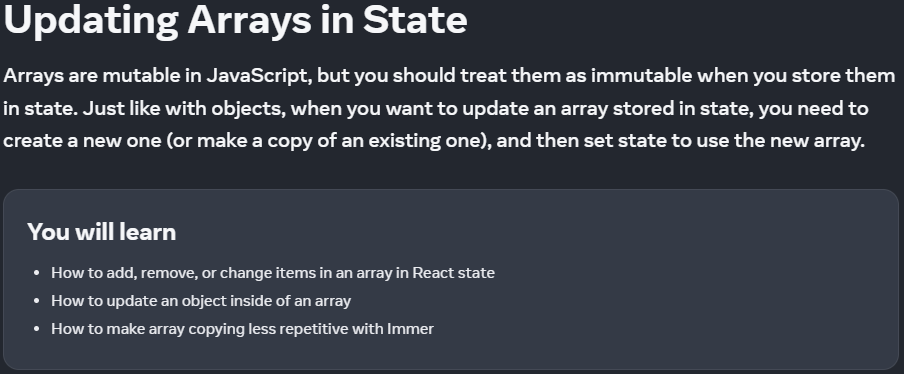 Updating Arrays in State
Arrays are mutable in JavaScript, but you should treat them as immutable when you store them
in state. Just like with objects, when you want to update an array stored in state, you need to
create a new one (or make a copy of an existing one), and then set state to use the new array.
You will learn
• How to add, remove, or change items in an array in React state
• How to update an object inside of an array
• How to make array copying less repetitive with Immer